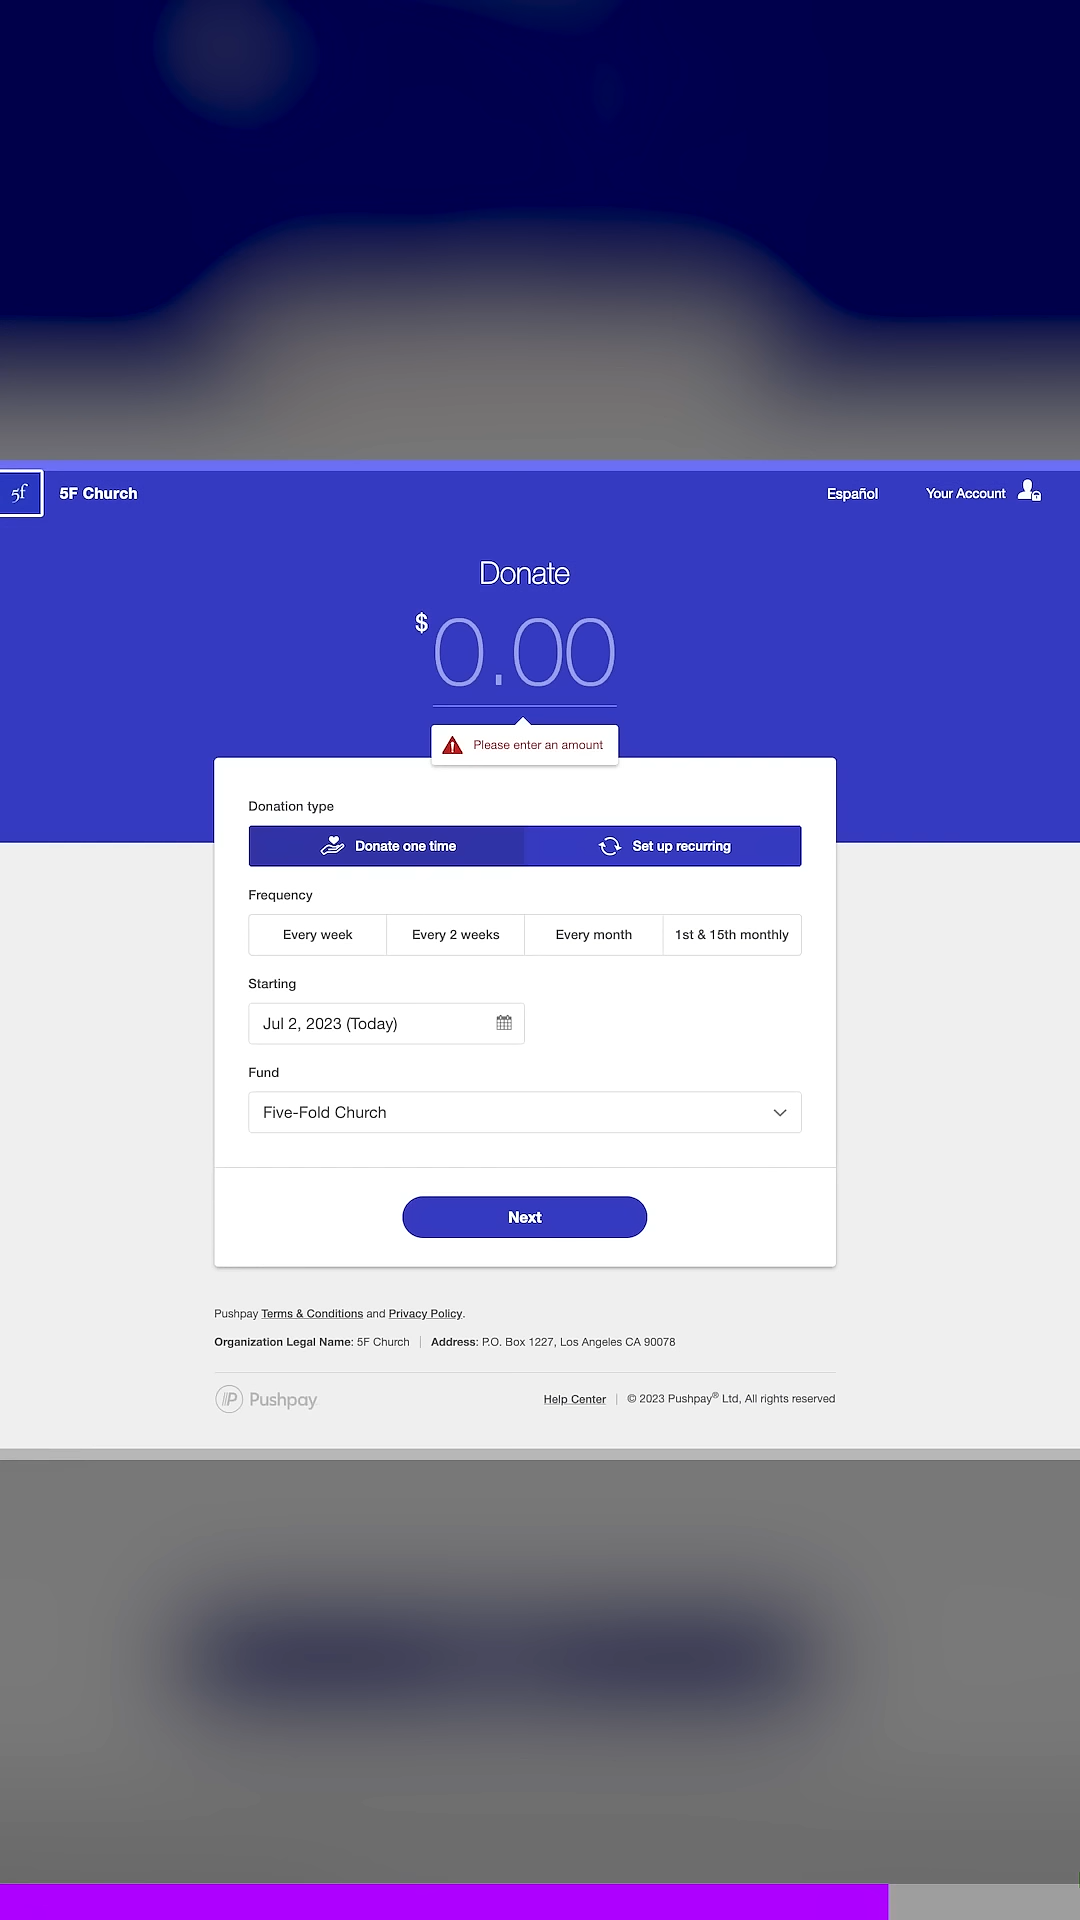 5f
5F Church
Español
Your Account
Donate
$ 0.00
Please enter an amount
Donation type
Donate one time
Set up recurring
Frequency
Every week
Every 2 weeks
Every month
1st & 15th monthly
Starting
Jul 2, 2023 (Today)
Fund
Five-Fold Church
Next
Pushpay Terms & Conditions and Privacy Policy.
Organization Legal Name: 5F Church | Address: P.O. Box 1227, Los Angeles CA 90078
Pushpay
Help Center | © 2023 Pushpay® Ltd, All rights reserved